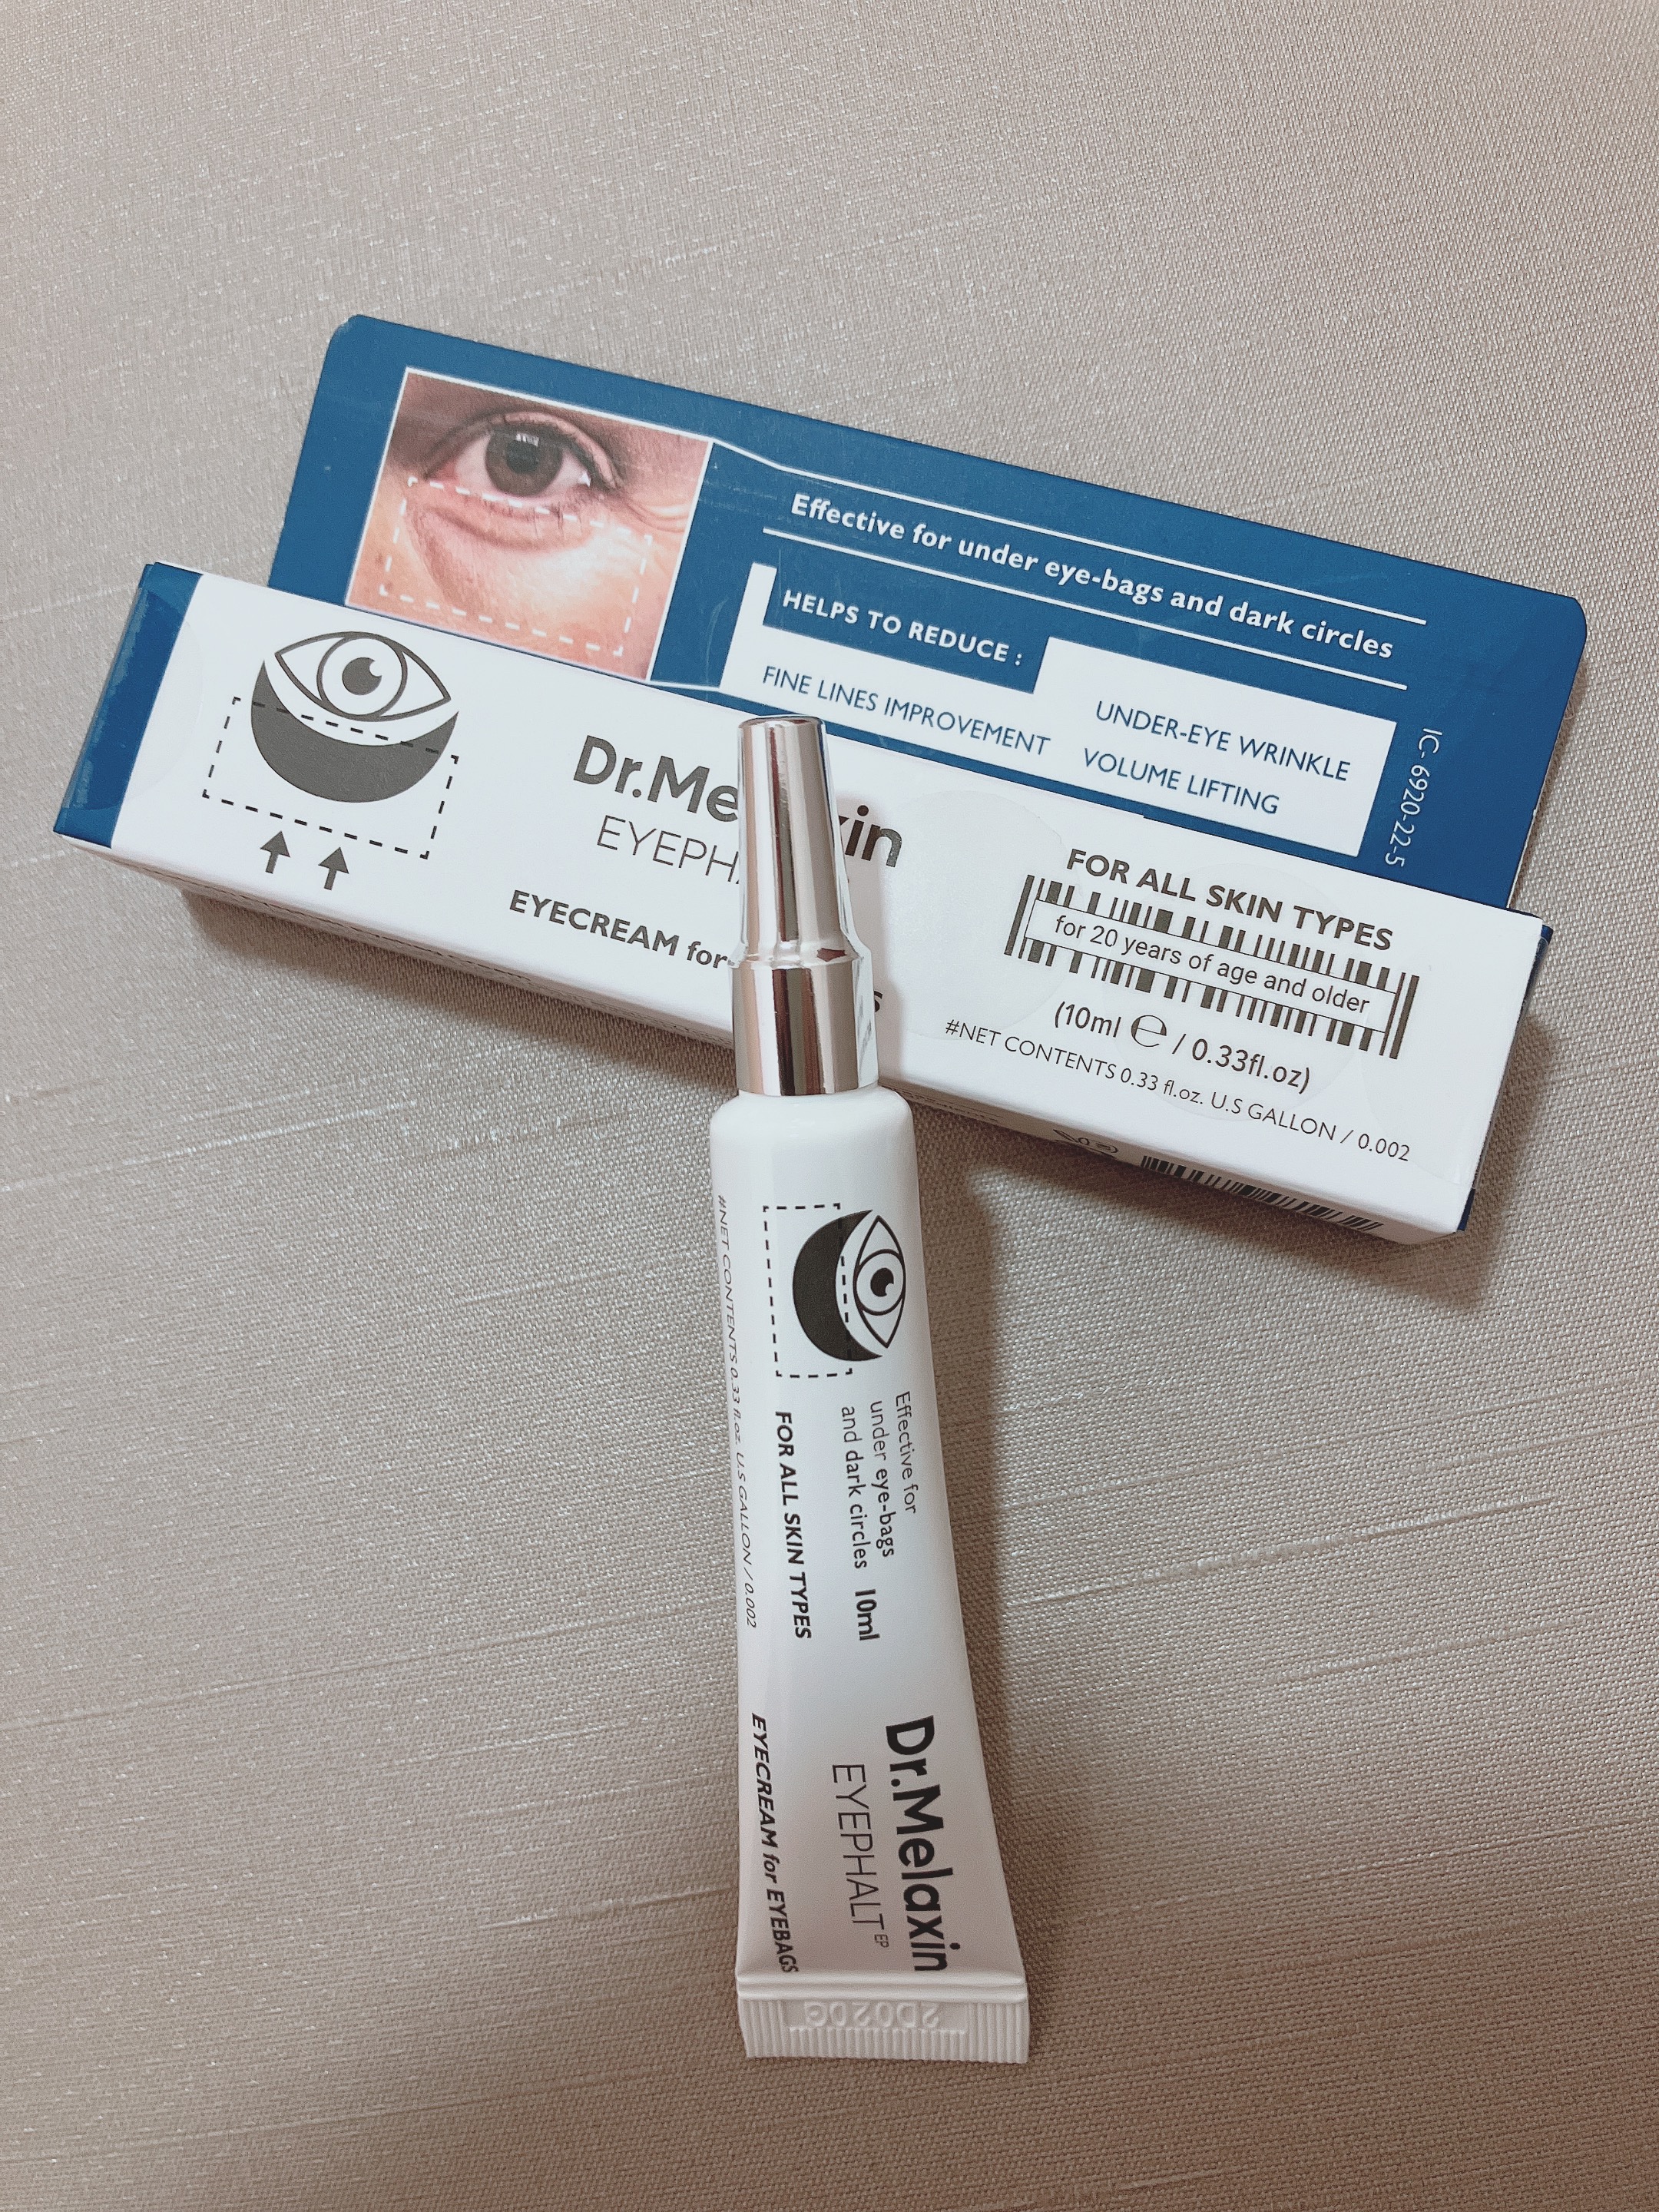 Effective for under eye-bags and dark circles
HELPS TO REDUCE :
FINE LINES IMPROVEMENT
UNDER-EYE WRINKLE
VOLUME LIFTING
IC- 6920-22-5
Dr.Me xin
EYEPH
EYECREAM for
FOR ALL SKIN TYPES
for 20 years of age and older
(10ml ℮ / 0.33fl.oz)
#NET CONTENTS 0.33 fl.oz. U.S GALLON / 0.002
Effective for
under eye-bags
and dark circles 10ml
FOR ALL SKIN TYPES
#NET CONTENTS 0.33 fl.oz. U.S GALLON / 0.002
Dr.Melaxin
EYEPHALT EP
EYECREAM for EYEBAGS
2D020G